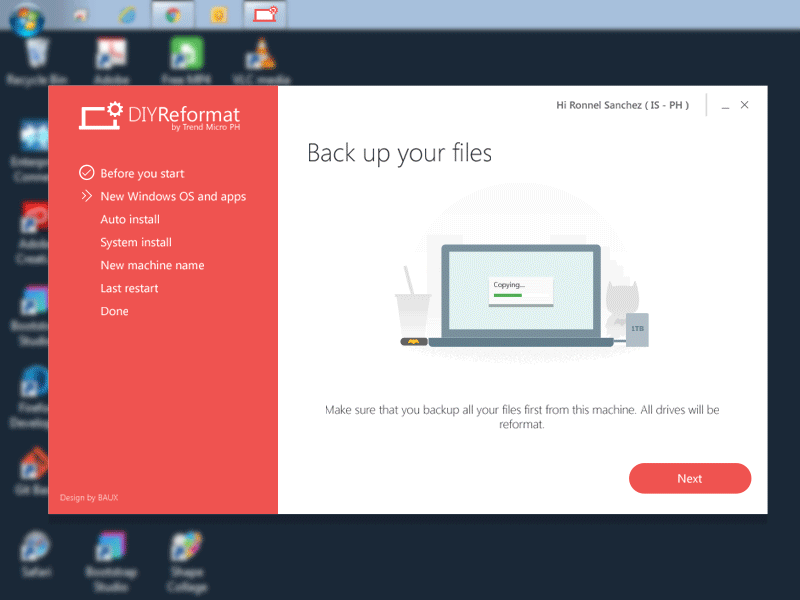 Recycle Bin
Adobe
Free MP4
VLC media
DIYReformat
by Trend Micro PH
Hi Ronnel Sanchez ( IS - PH )
Before you start
New Windows OS and apps
Auto install
System install
New machine name
Last restart
Done
Design by BAUX
Back up your files
Copying...
1TB
Make sure that you backup all your files first from this machine. All drives will be
reformat.
Next
Safari
Bootstrap
Studio
Shape
Collage